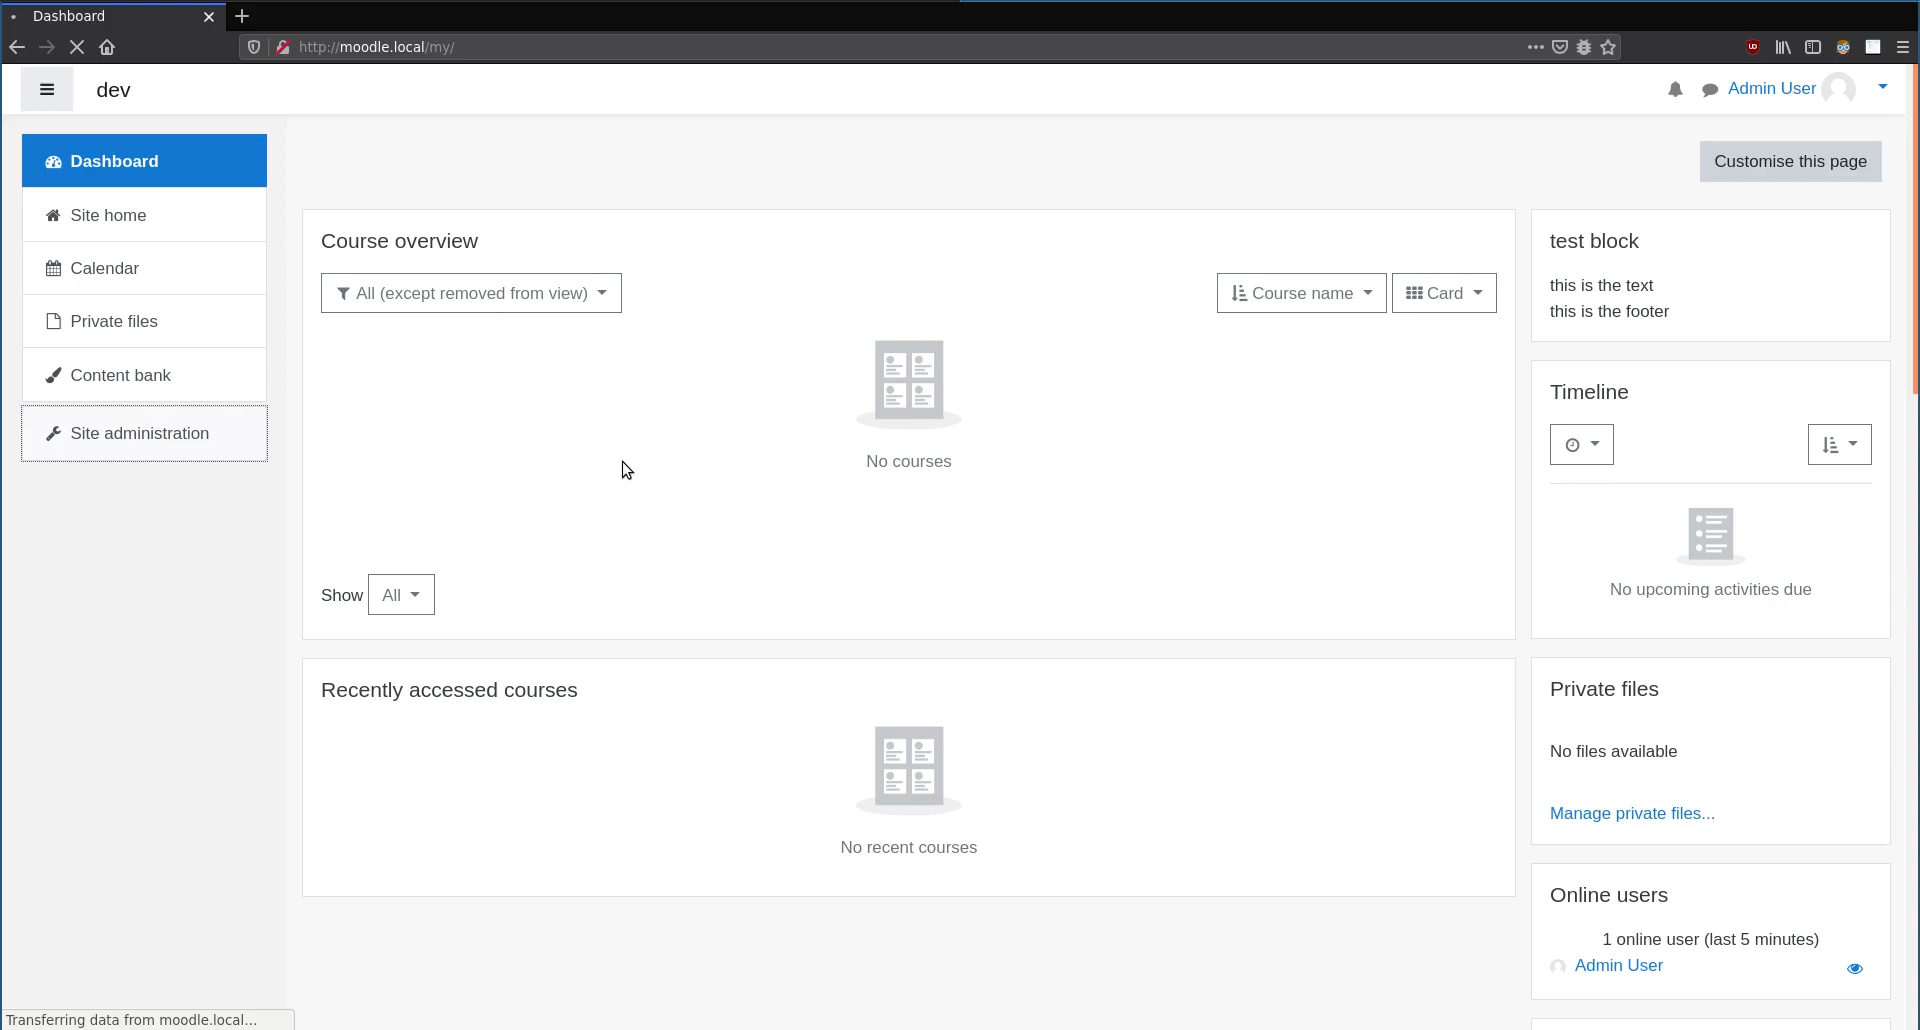 Dashboard
http://moodle.local/my/
dev
Admin User
Dashboard
Site home
Calendar
Private files
Content bank
Site administration
Customise this page
Course overview
All (except removed from view)
Course name
Card
No courses
Show
All
Recently accessed courses
No recent courses
test block
this is the text
this is the footer
Timeline
No upcoming activities due
Private files
No files available
Manage private files...
Online users
1 online user (last 5 minutes)
Admin User
Transferring data from moodle.local…